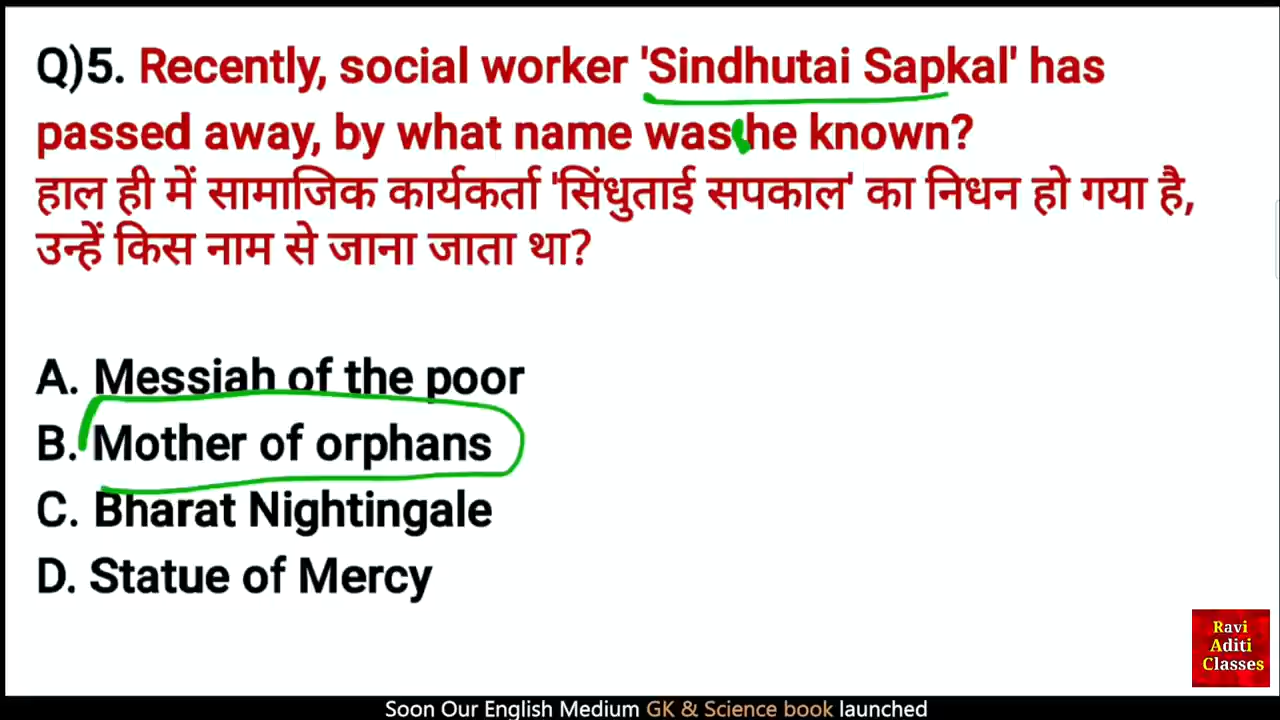 Q)5. Recently, social worker 'Sindhutai Sapkal' has
passed away, by what name was he known?
हाल ही में सामाजिक कार्यकर्ता 'सिंधुताई सपकाल' का निधन हो गया है,
उन्हें किस नाम से जाना जाता था?
A. Messiah of the poor
B. Mother of orphans
C. Bharat Nightingale
D. Statue of Mercy
Ravi
Aditi
Classes
Soon Our English Medium GK & Science book launched